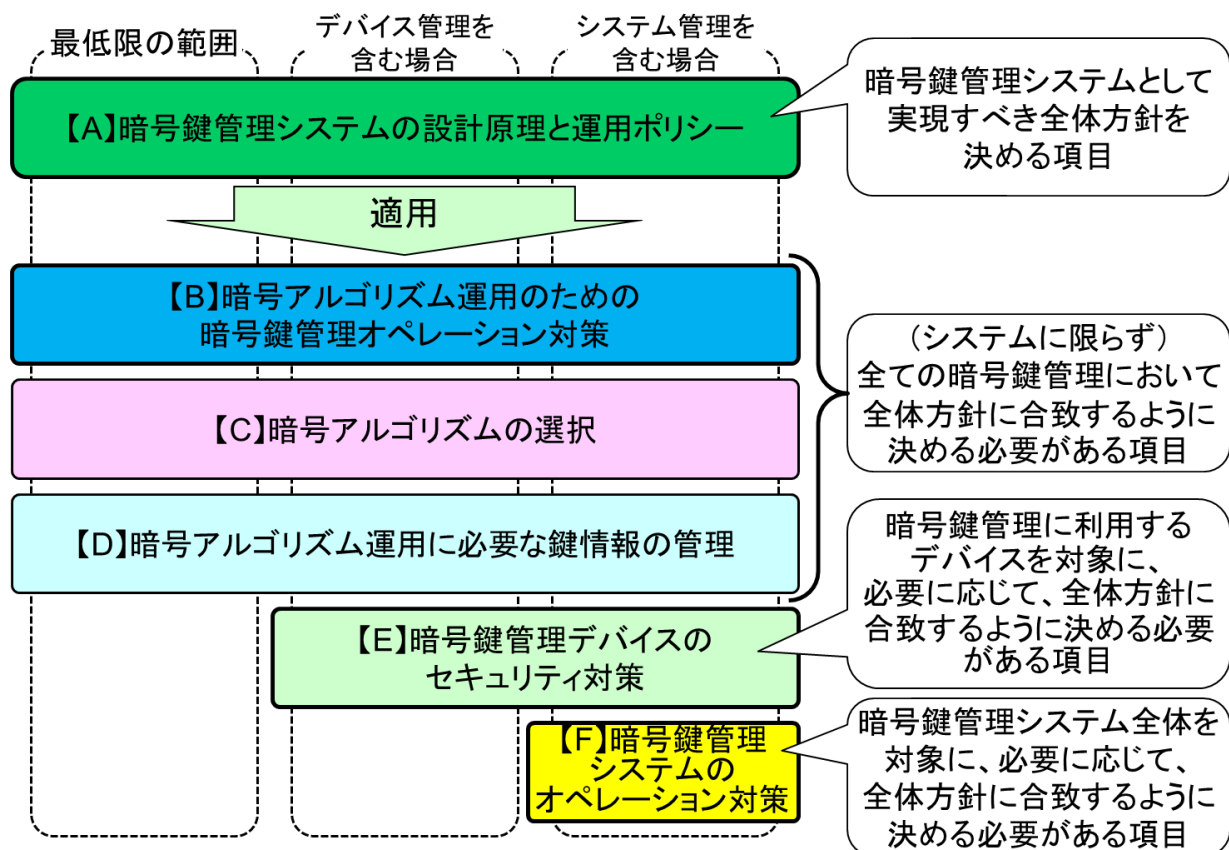 最低限の範囲
デバイス管理を
含む場合
システム管理を
含む場合
【A】暗号鍵管理システムの設計原理と運用ポリシー
暗号鍵管理システムとして
実現すべき全体方針を
決める項目
適用
【B】暗号アルゴリズム運用のための
暗号鍵管理オペレーション対策
【C】暗号アルゴリズムの選択
【D】暗号アルゴリズム運用に必要な鍵情報の管理
（システムに限らず）
全ての暗号鍵管理において
全体方針に合致するように
決める必要がある項目
【E】暗号鍵管理デバイスの
セキュリティ対策
暗号鍵管理に利用する
デバイスを対象に、
必要に応じて、全体方針に
合致するように決める必要
がある項目
【F】暗号鍵管理
システムの
オペレーション対策
暗号鍵管理システム全体を
対象に、必要に応じて、
全体方針に合致するように
決める必要がある項目